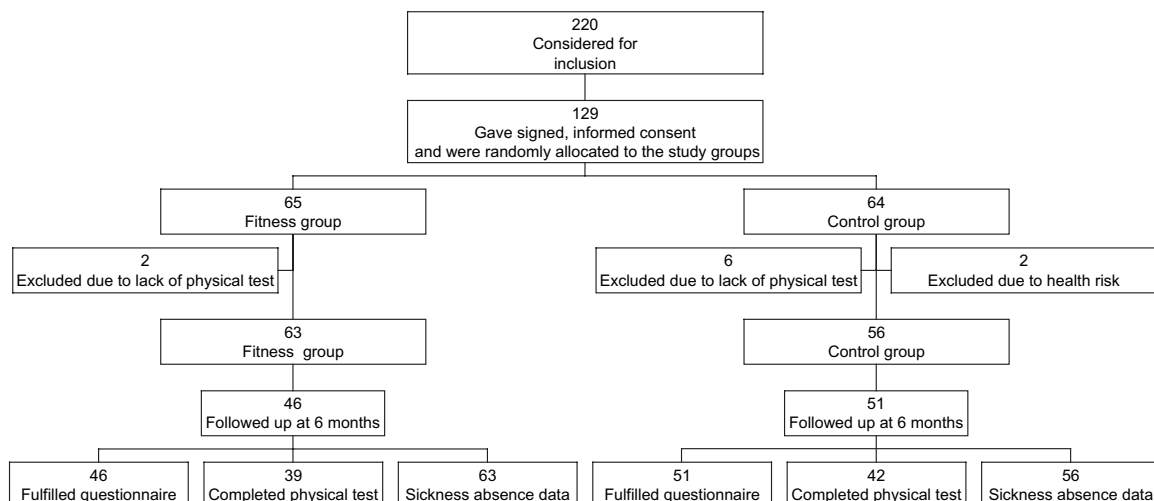 220
Considered for
inclusion
129
Gave signed, informed consent
and were randomly allocated to the study groups
65
Fitness group
64
Control group
2
Excluded due to lack of physical test
6
Excluded due to lack of physical test
2
Excluded due to health risk
63
Fitness group
56
Control group
46
Followed up at 6 months
51
Followed up at 6 months
46
Fulfilled questionnaire
39
Completed physical test
63
Sickness absence data
51
Fulfilled questionnaire
42
Completed physical test
56
Sickness absence data